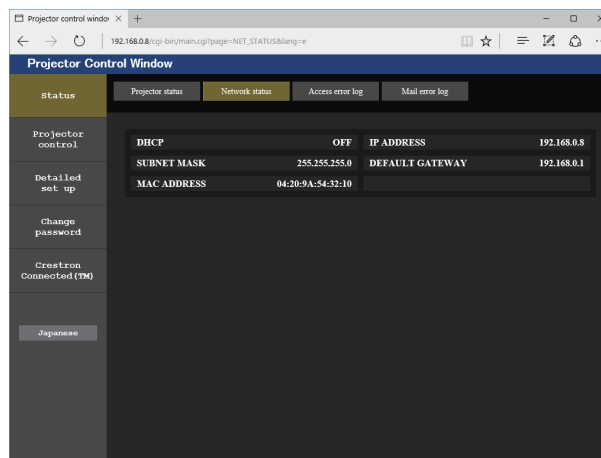 Projector control windo
192.168.0.8/cgi-bin/main.cgi?page=NET_STATUS&lang=e
Projector Control Window
Status
Projector status
Network status
Access error log
Mail error log
Projector
control
Detailed
set up
Change
password
Crestron
Connected(TM)
Japanese
DHCP OFF IP ADDRESS 192.168.0.8
SUBNET MASK 255.255.255.0 DEFAULT GATEWAY 192.168.0.1
MAC ADDRESS 04:20:9A:54:32:10